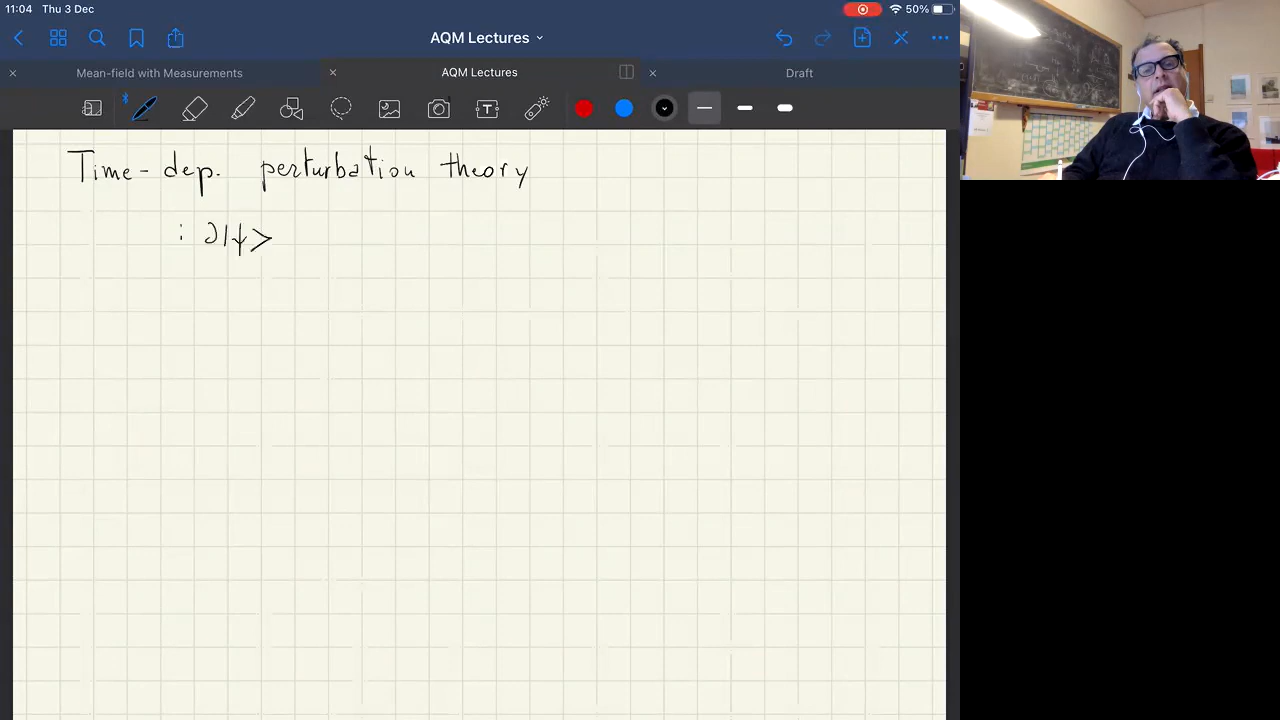 11:04 Thu 3 Dec
50%
AQM Lectures
Mean-field with Measurements
AQM Lectures
Draft
Time-dep. perturbation theory
i ∂|ψ>